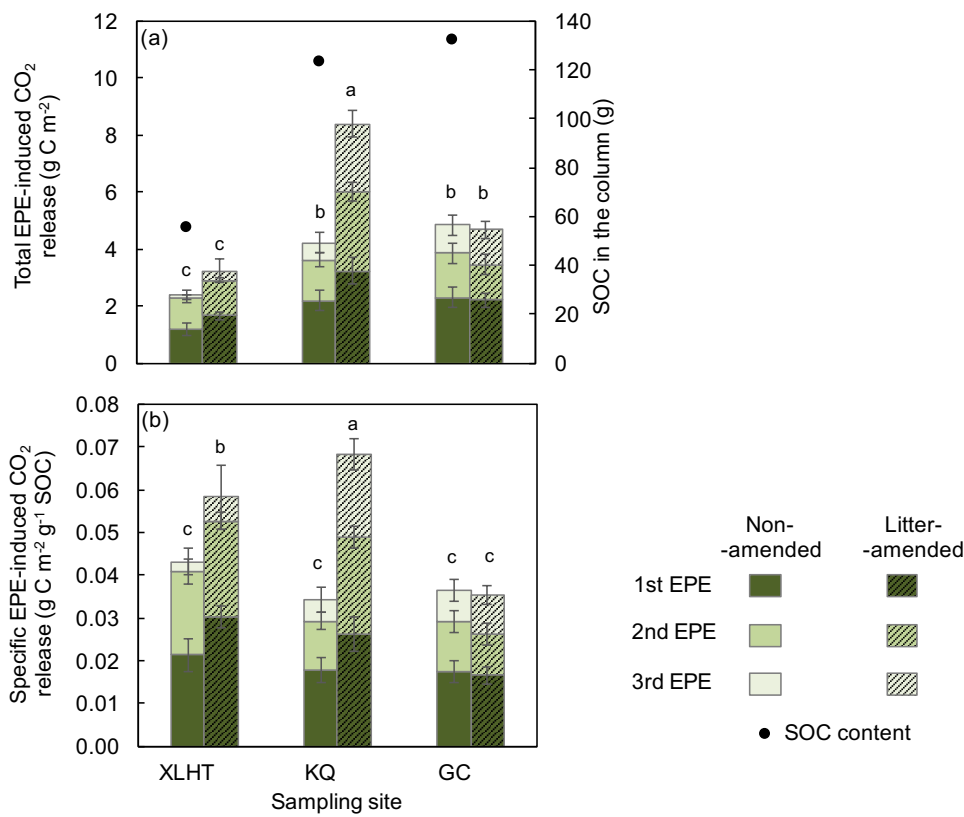 (a)
Total EPE-induced CO2
release (g C m-2)
12
10
8
6
4
2
0
140
120
100
80
60
40
20
0
SOC in the column (g)
c
c
b
a
b
b
(b)
Specific EPE-induced CO2
release (g C m-2 g-1 SOC)
0.08
0.07
0.06
0.05
0.04
0.03
0.02
0.01
0.00
c
b
c
a
c
c
XLHT KQ GC
Sampling site
Non- Litter-
-amended -amended
1st EPE
2nd EPE
3rd EPE
SOC content